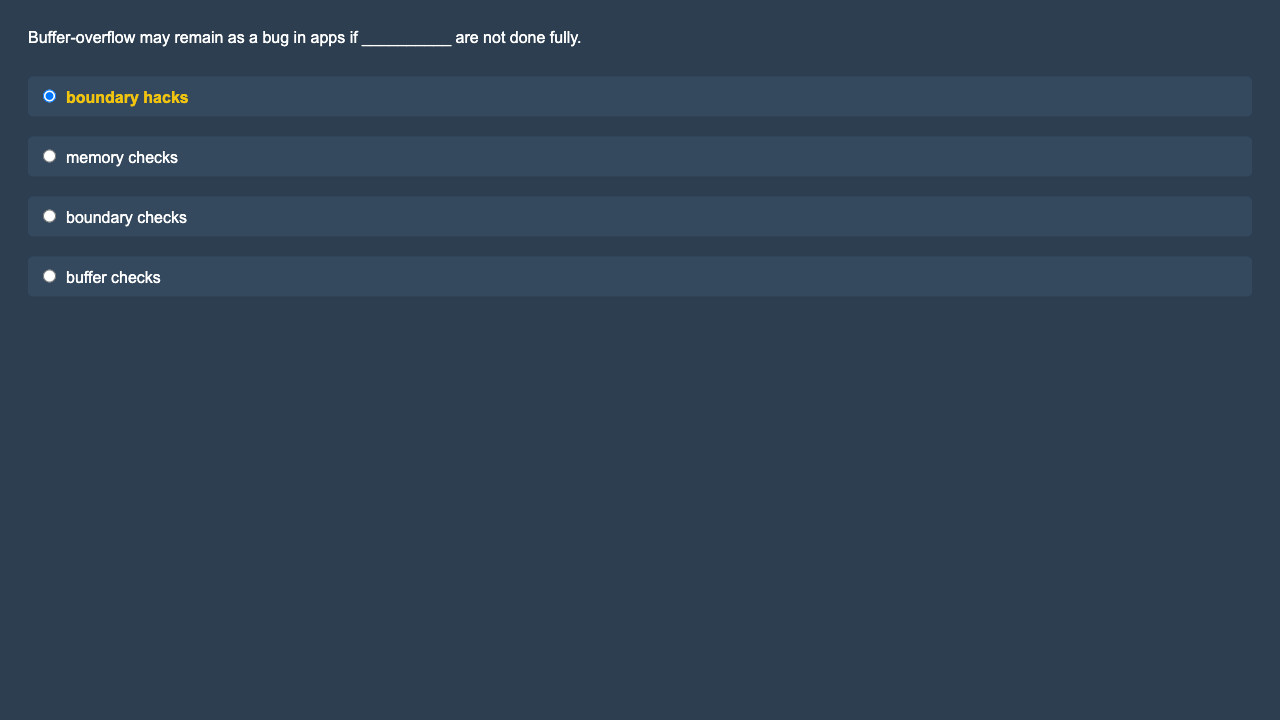 Buffer-overflow may remain as a bug in apps if __________ are not done fully.
boundary hacks
memory checks
boundary checks
buffer checks